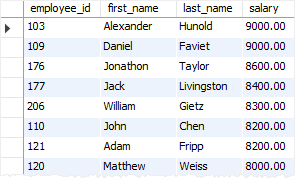 employee_id first_name last_name salary
103 Alexander Hunold 9000.00
109 Daniel Faviet 9000.00
176 Jonathon Taylor 8600.00
177 Jack Livingston 8400.00
206 William Gietz 8300.00
110 John Chen 8200.00
121 Adam Fripp 8200.00
120 Matthew Weiss 8000.00